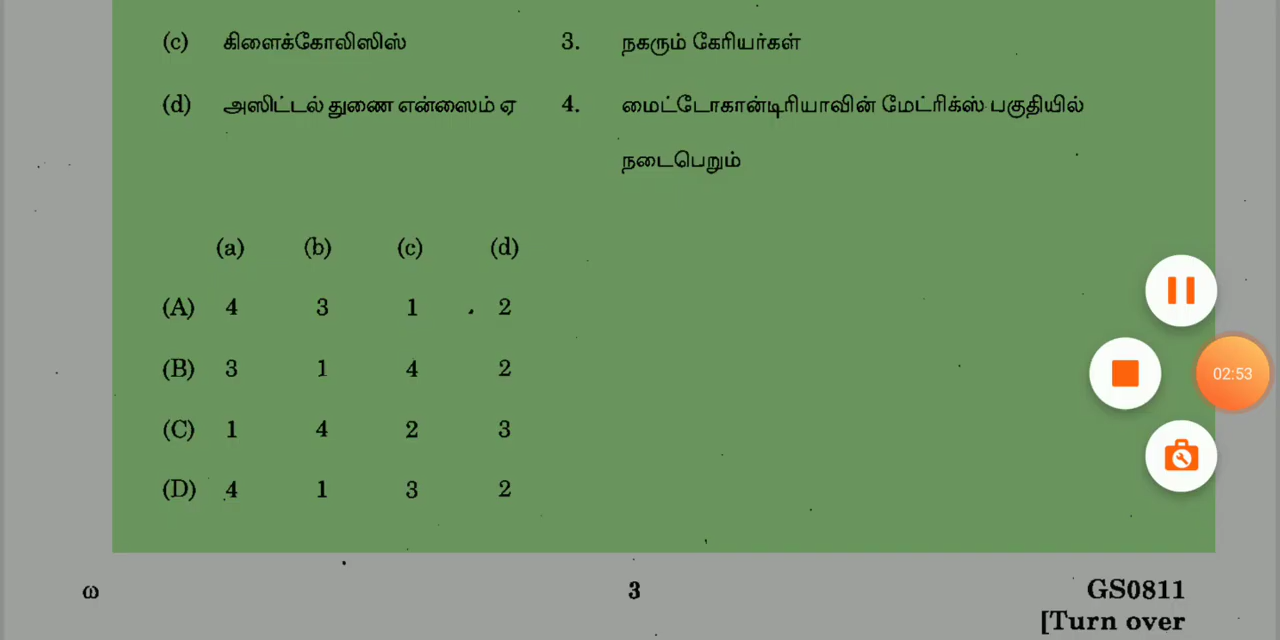 (c) கிளைக்கோலிஸிஸ் 3. நகரும் கேரியர்கள்
(d) அஸிட்டல் துணை என்ஸைம் ஏ 4. மைட்டோகான்டிரியாவின் மேட்ரிக்ஸ் பகுதியில்
நடைபெறும்
(a) (b) (c) (d)
(A) 4 3 1 2
(B) 3 1 4 2
(C) 1 4 2 3
(D) 4 1 3 2
02:53
ω 3 GS0811
[Turn over